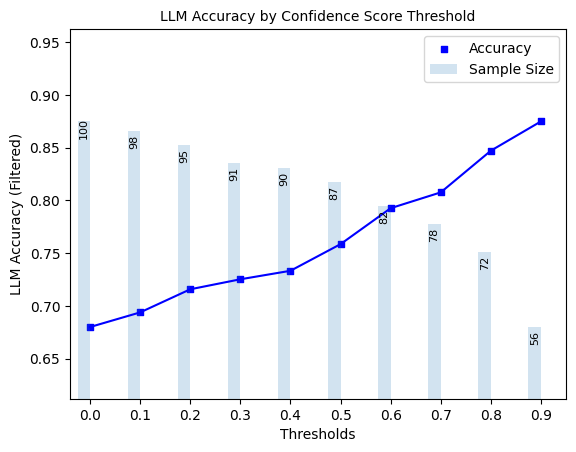 LLM Accuracy by Confidence Score Threshold
Accuracy
Sample Size
LLM Accuracy (Filtered)
0.95
0.90
0.85
0.80
0.75
0.70
0.65
100
98
95
91
90
87
82
78
72
56
0.0 0.1 0.2 0.3 0.4 0.5 0.6 0.7 0.8 0.9
Thresholds